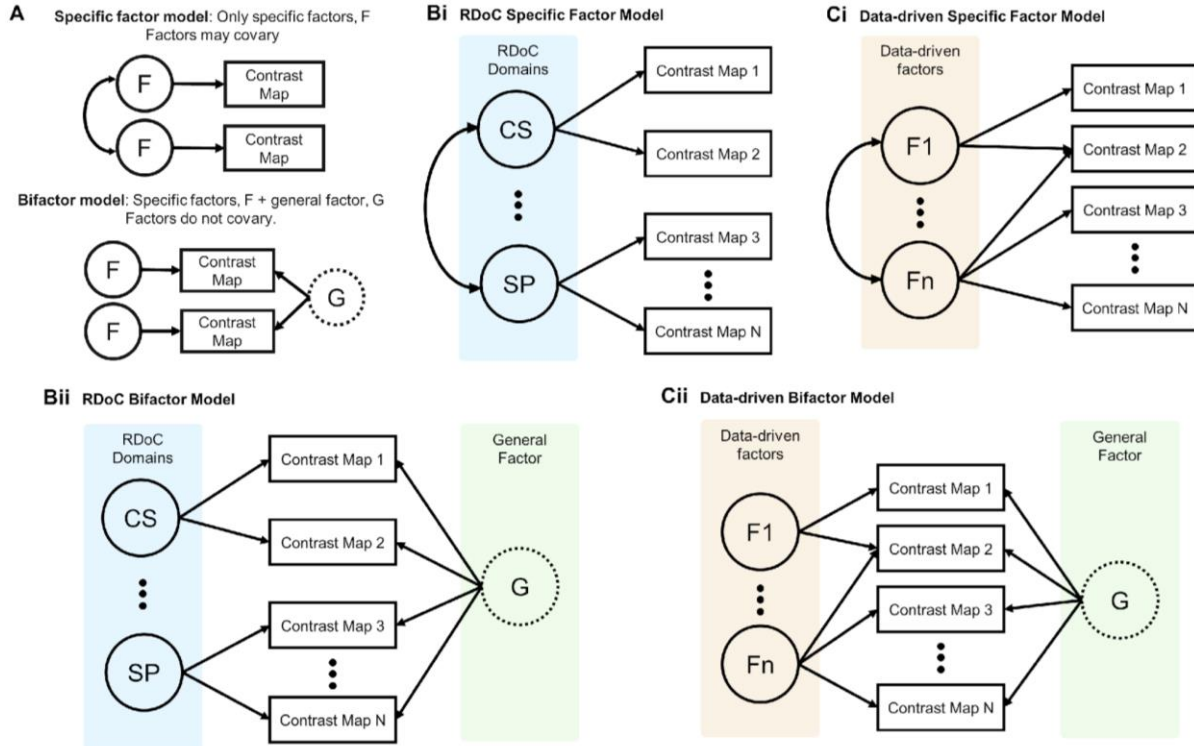 A
Specific factor model: Only specific factors, F
Factors may covary
F
Contrast
Map
F
Contrast
Map
Bifactor model: Specific factors, F + general factor, G
Factors do not covary.
F
Contrast
Map
G
F
Contrast
Map
Bi RDoC Specific Factor Model
RDoC
Domains
CS
SP
Contrast Map 1
Contrast Map 2
Contrast Map 3
Contrast Map N
Ci Data-driven Specific Factor Model
Data-driven
factors
F1
Fn
Contrast Map 1
Contrast Map 2
Contrast Map 3
Contrast Map N
Bii RDoC Bifactor Model
RDoC
Domains
CS
SP
Contrast Map 1
Contrast Map 2
Contrast Map 3
Contrast Map N
General
Factor
G
Cii Data-driven Bifactor Model
Data-driven
factors
F1
Fn
Contrast Map 1
Contrast Map 2
Contrast Map 3
Contrast Map N
General
Factor
G